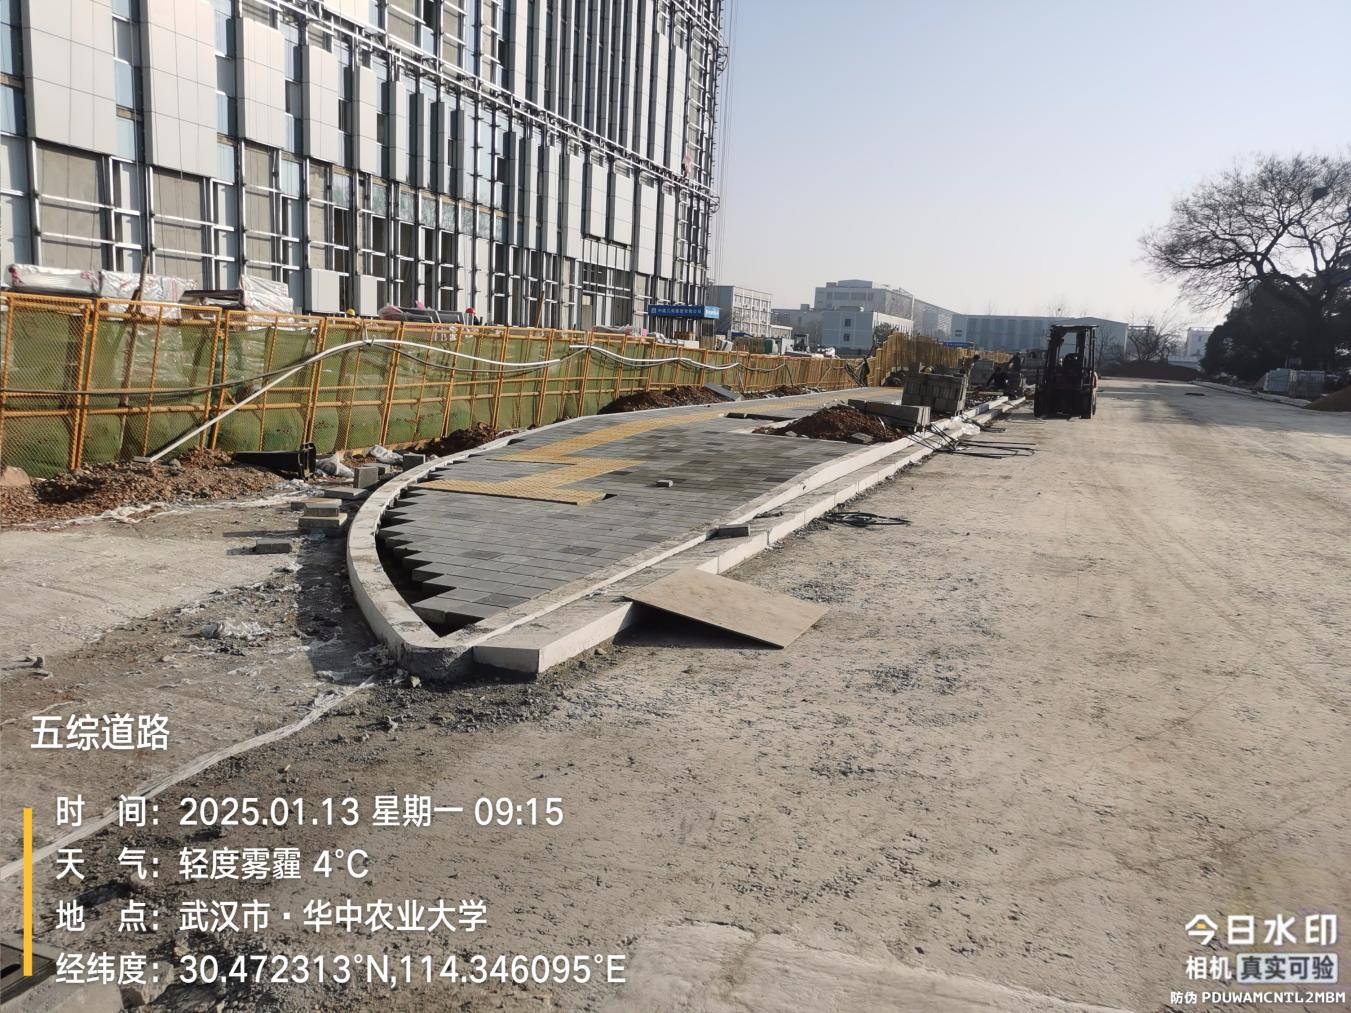 五综道路
时 间：2025.01.13 星期一 09:15
天 气：轻度雾霾 4℃
地 点：武汉市·华中农业大学
经纬度：30.472313°N,114.346095°E
今日水印
相机 真实可验
防伪 PDUWAMCNTL2MBM